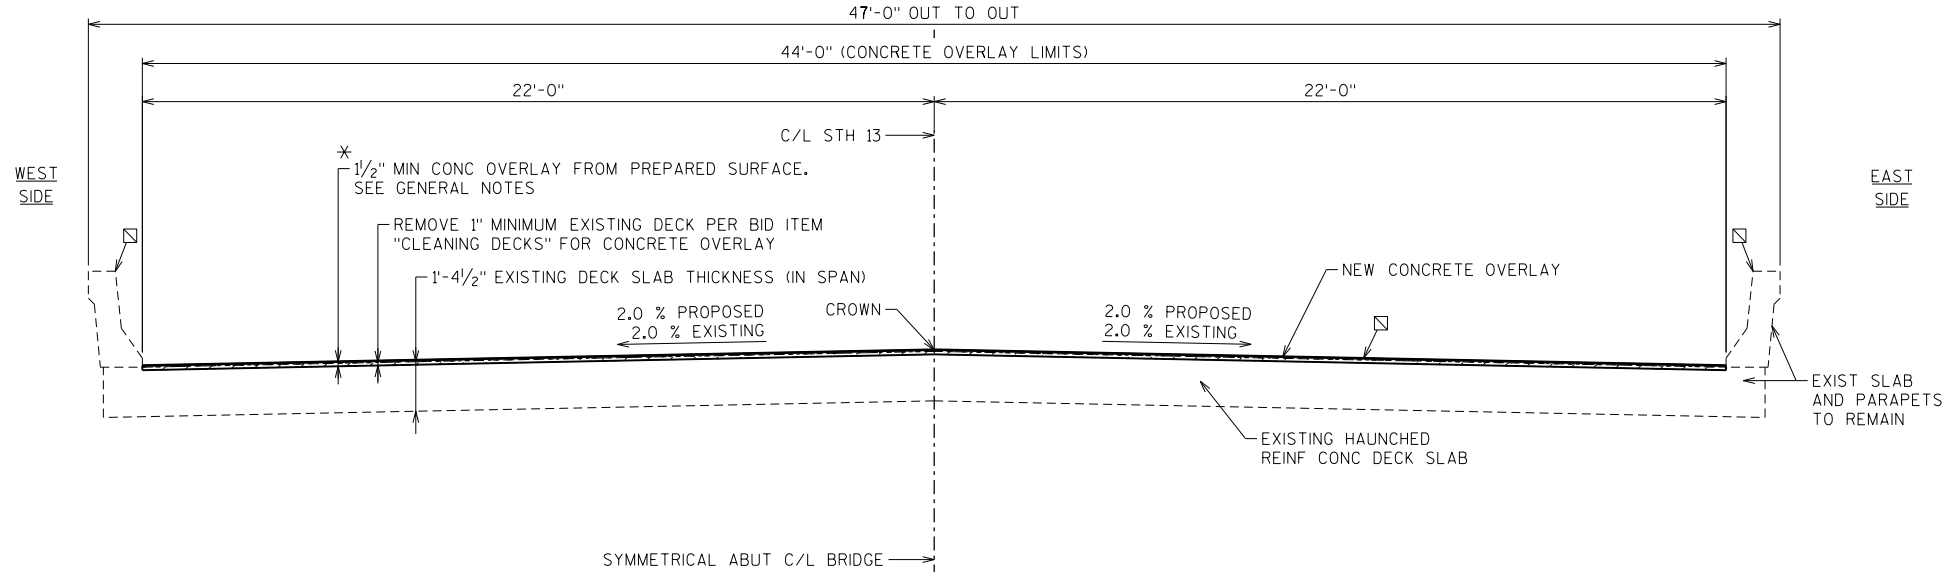 47'-0" OUT TO OUT
44'-0" (CONCRETE OVERLAY LIMITS)
22'-0"
22'-0"
C/L STH 13
*
1 1/2" MIN CONC OVERLAY FROM PREPARED SURFACE.
SEE GENERAL NOTES
WEST
SIDE
EAST
SIDE
REMOVE 1" MINIMUM EXISTING DECK PER BID ITEM
"CLEANING DECKS" FOR CONCRETE OVERLAY
1'-4 1/2" EXISTING DECK SLAB THICKNESS (IN SPAN)
NEW CONCRETE OVERLAY
2.0 % PROPOSED
2.0 % EXISTING
CROWN
2.0 % PROPOSED
2.0 % EXISTING
EXIST SLAB
AND PARAPETS
TO REMAIN
EXISTING HAUNCHED
REINF CONC DECK SLAB
SYMMETRICAL ABUT C/L BRIDGE